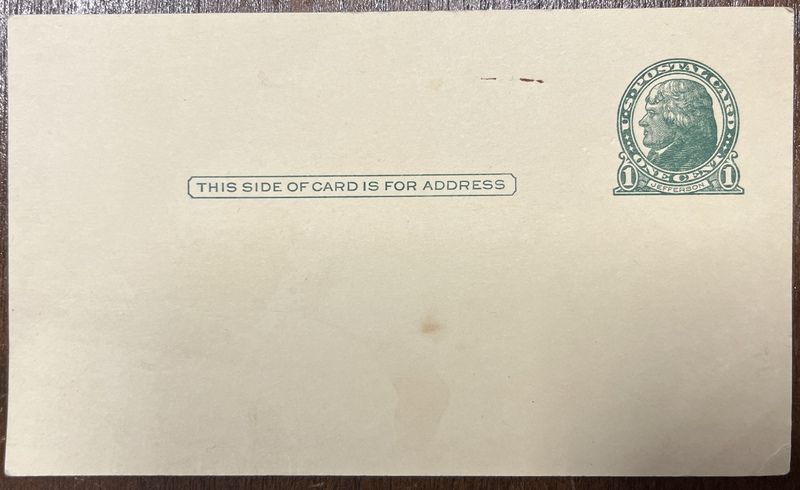 U.S. POSTAL CARD
THIS SIDE OF CARD IS FOR ADDRESS
ONE CENT
1 JEFFERSON 1